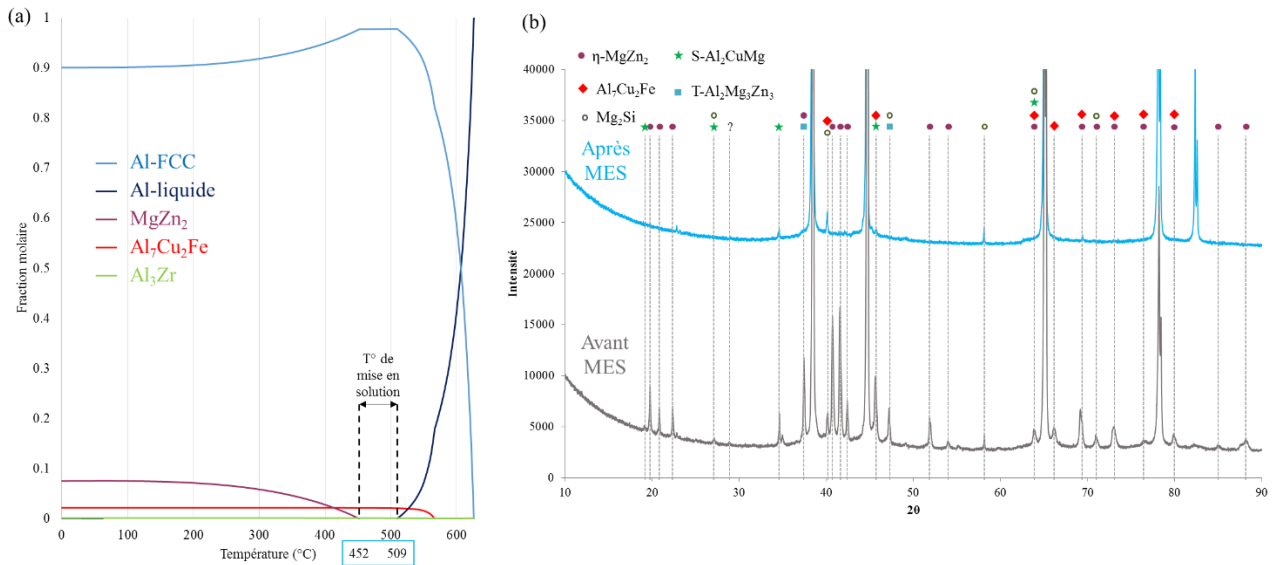 (a)
1
0.9
0.8
0.7
0.6
0.5
0.4
0.3
0.2
0.1
0
Fraction molaire
Al-FCC
Al-liquide
MgZn₂
Al₇Cu₂Fe
Al₃Zr
T° de
mise en
solution
0 100 200 300 400 500 600
Température (°C)
452 509
(b)
η-MgZn₂
S-Al₂CuMg
Al₇Cu₂Fe
T-Al₂Mg₃Zn₃
Mg₂Si
?
40000
35000
30000
25000
20000
15000
10000
5000
0
Intensité
Après
MES
Avant
MES
10 20 30 40 50 60 70 80 90
2θ